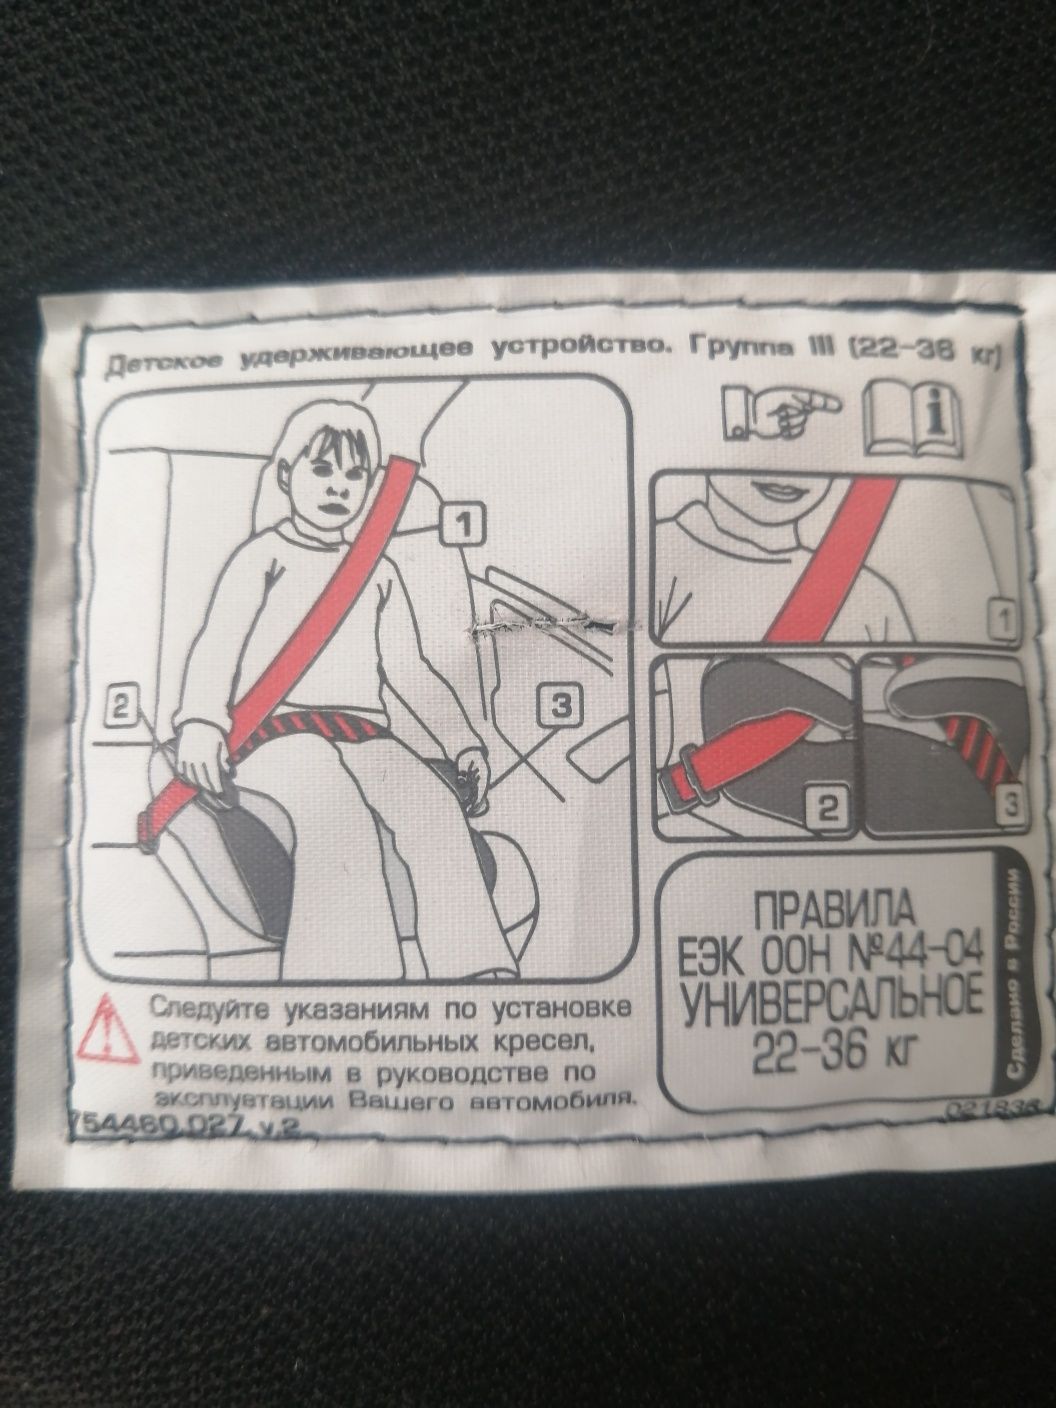 Детское удерживающее устройство. Группа III (22-36 кг)
i
1
2
3
1
2
3
ПРАВИЛА
ЕЭК ООН №44-04
УНИВЕРСАЛЬНОЕ
22-36 кг
Сделано в России
Следуйте указаниям по установке
детских автомобильных кресел,
приведенным в руководстве по
эксплуатации Вашего автомобиля.
754460.027. v.2